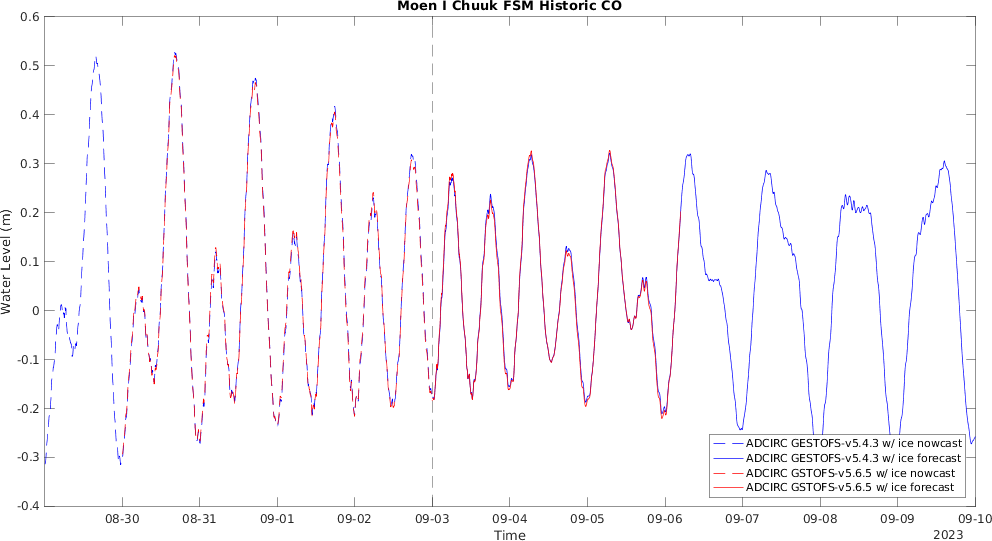 Moen I Chuuk FSM Historic CO
0.6
0.5
0.4
0.3
0.2
0.1
0
-0.1
-0.2
-0.3
-0.4
Water Level (m)
ADCIRC GESTOFS-v5.4.3 w/ ice nowcast
ADCIRC GESTOFS-v5.4.3 w/ ice forecast
ADCIRC GSTOFS-v5.6.5 w/ ice nowcast
ADCIRC GSTOFS-v5.6.5 w/ ice forecast
08-30 08-31 09-01 09-02 09-03 09-04 09-05 09-06 09-07 09-08 09-09 09-10
Time
2023